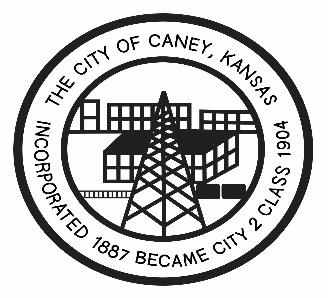 THE CITY OF CANEY, KANSAS
INCORPORATED 1887 BECAME CITY 2 CLASS 1904